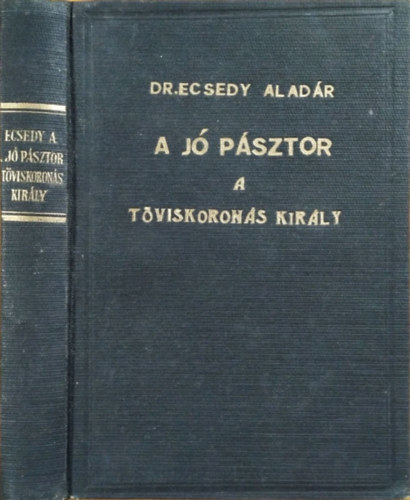 ECSEDY A.
A JÓ PÁSZTOR
TÖVISKORONÁS
KIRÁLY
DR.ECSEDY ALADÁR
A JÓ PÁSZTOR
A
TÖVISKORONÁS KIRÁLY